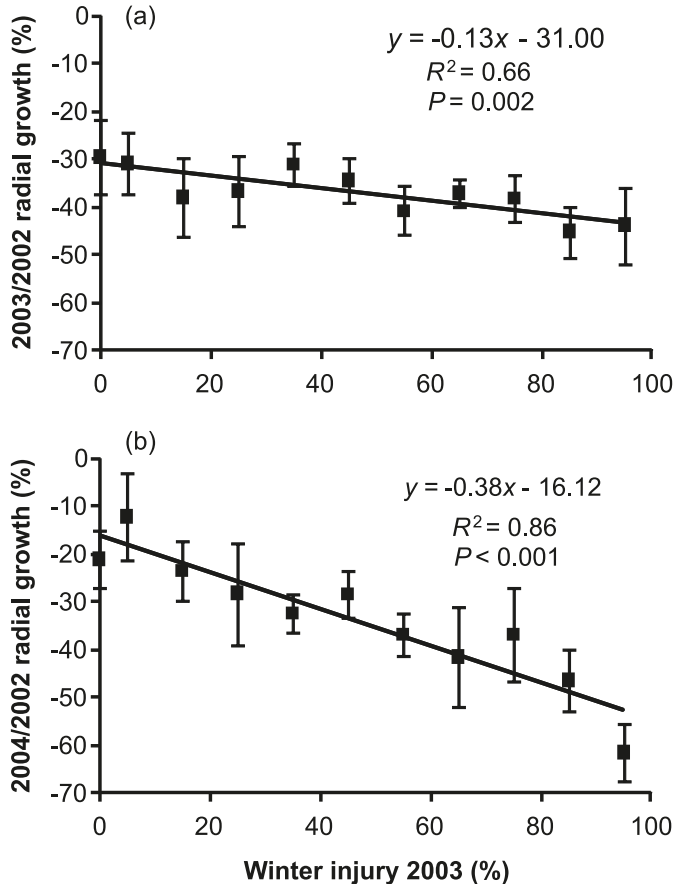 (a)
y = -0.13x - 31.00
R² = 0.66
P = 0.002
2003/2002 radial growth (%)
0
-10
-20
-30
-40
-50
-60
-70
0 20 40 60 80 100
(b)
y = -0.38x - 16.12
R² = 0.86
P < 0.001
2004/2002 radial growth (%)
0
-10
-20
-30
-40
-50
-60
-70
0 20 40 60 80 100
Winter injury 2003 (%)